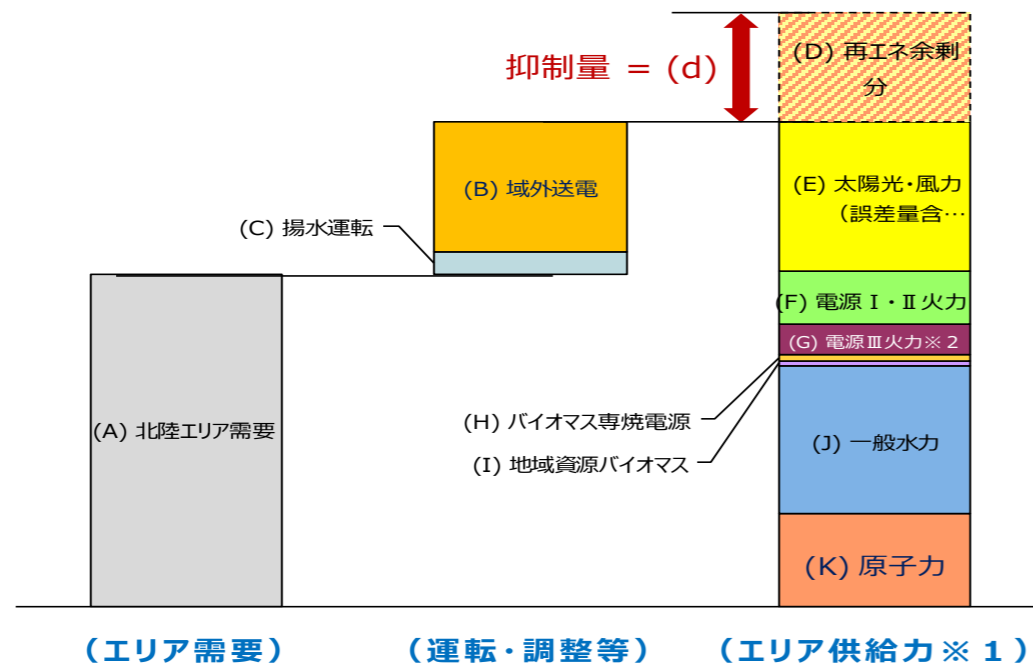 (D) 再エネ余剰
分
抑制量 = (d)
(B) 域外送電
(E) 太陽光・風力
(誤差量含…
(C) 揚水運転
(F) 電源Ⅰ・Ⅱ火力
(G) 電源Ⅲ火力※２
(A) 北陸エリア需要
(H) バイオマス専焼電源
(J) 一般水力
(I) 地域資源バイオマス
(K) 原子力
（エリア需要）
（運転・調整等）
（エリア供給力※１）